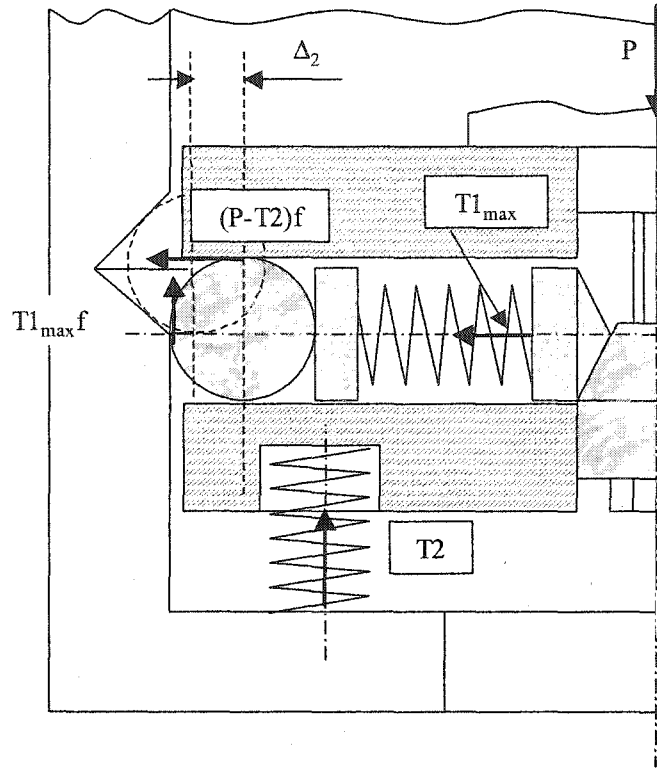 Δ₂
P
(P-T2)f
T1ₘₐₓ
T1ₘₐₓf
T2